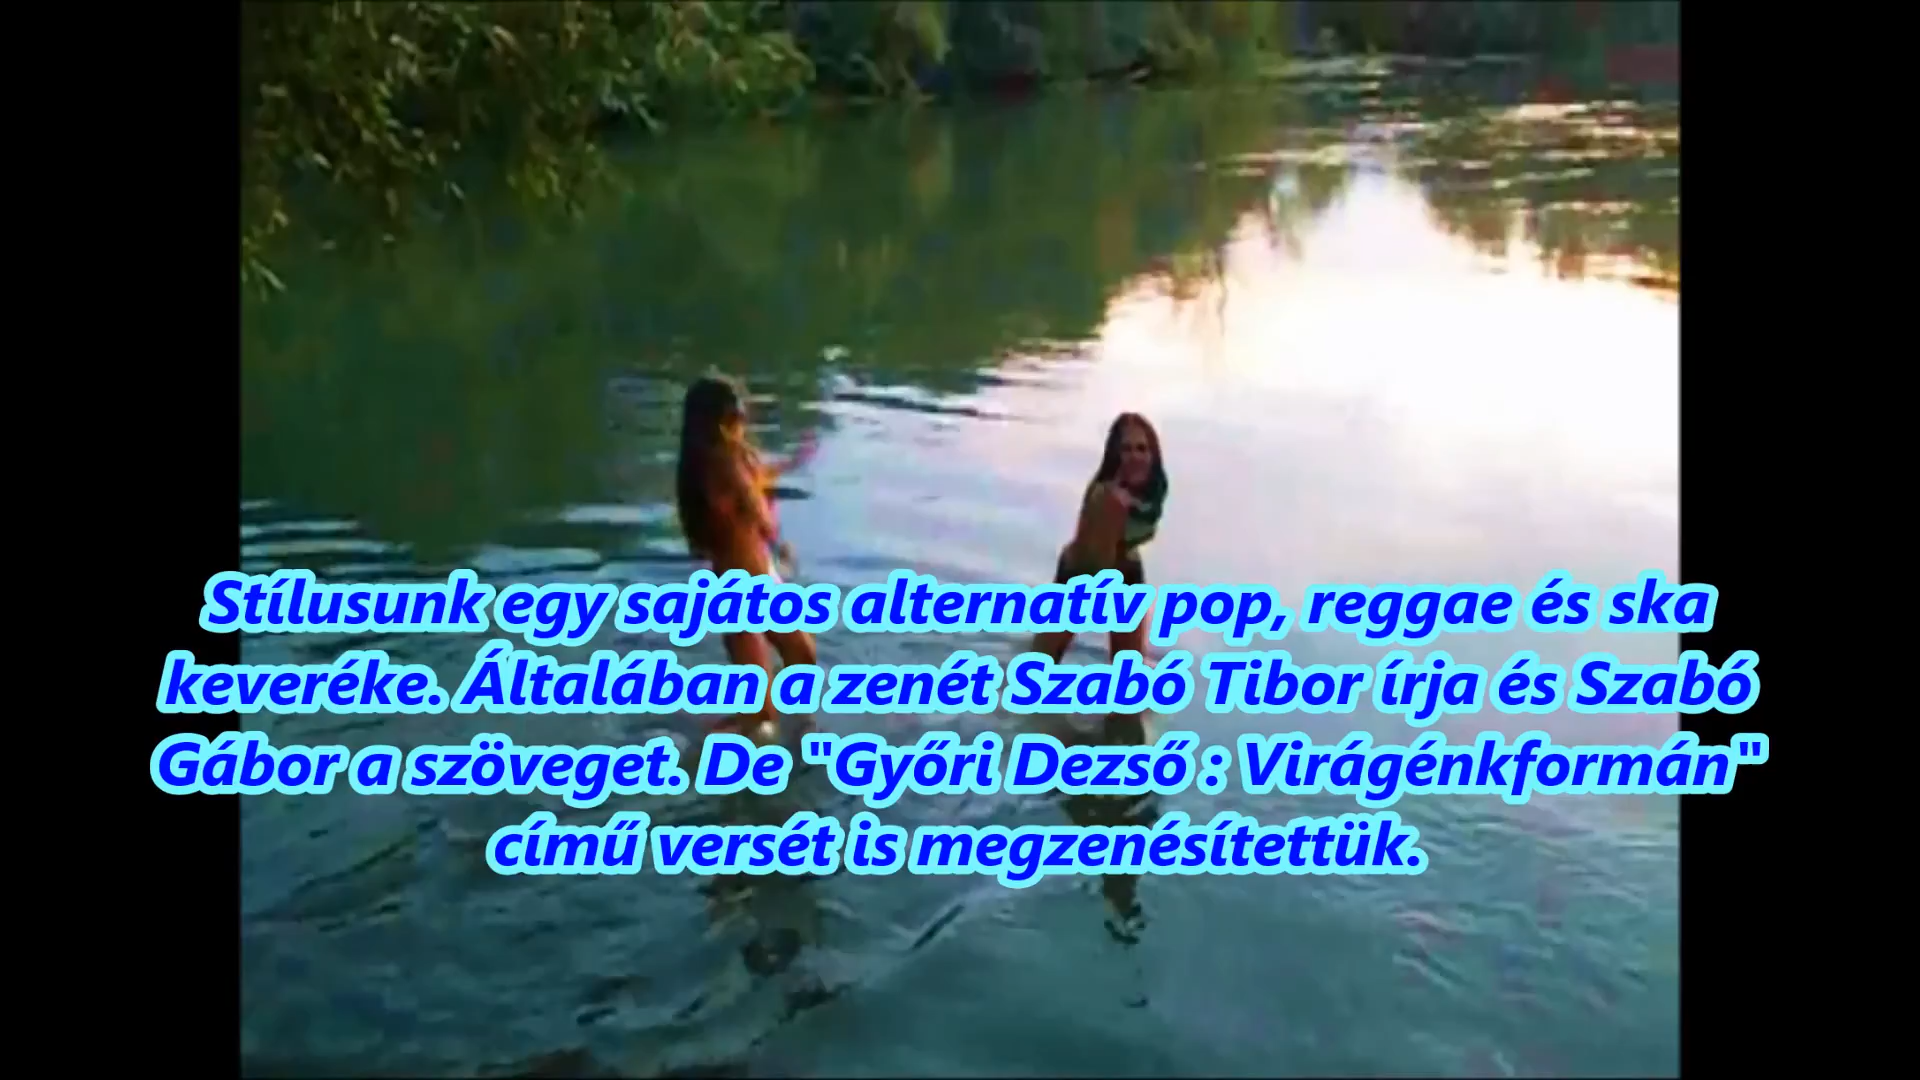 Stílusunk egy sajátos alternatív pop, reggae és ska
keveréke. Általában a zenét Szabó Tibor írja és Szabó
Gábor a szöveget. De "Győri Dezső : Virágénkformán"
című versét is megzenésítettük.